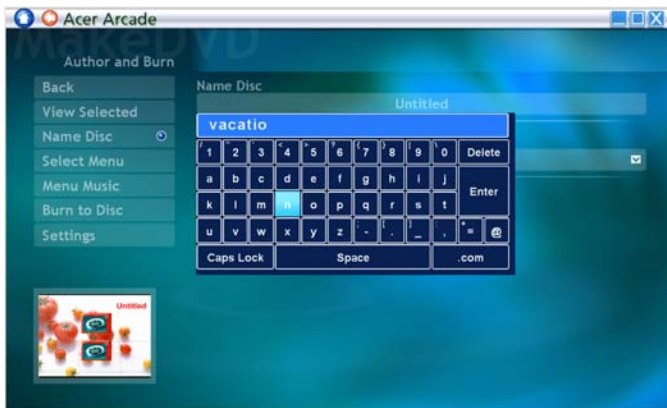 Acer Arcade
MakeDVD
Author and Burn
Back
View Selected
Name Disc
Select Menu
Menu Music
Burn to Disc
Settings
Untitled
Name Disc
Untitled
vacatio
1 2 3 4 5 6 7 8 9 0 Delete
a b c d e f g h i j
Enter
k l m n o p q r s t
u v w x y z - . _ , = @
Caps Lock Space .com